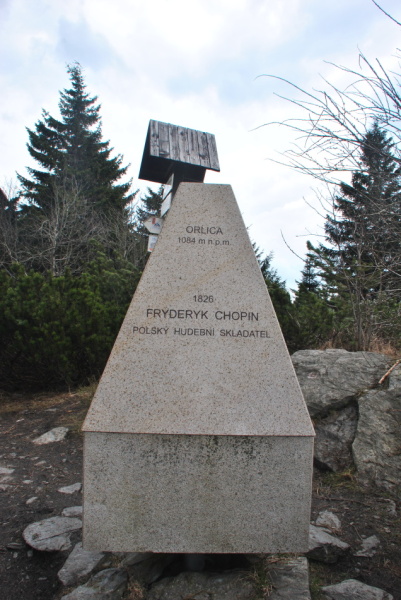 ORLICA
1084 m n.p.m.
1826
FRYDERYK CHOPIN
POLSKÝ HUDEBNÍ SKLADATEL